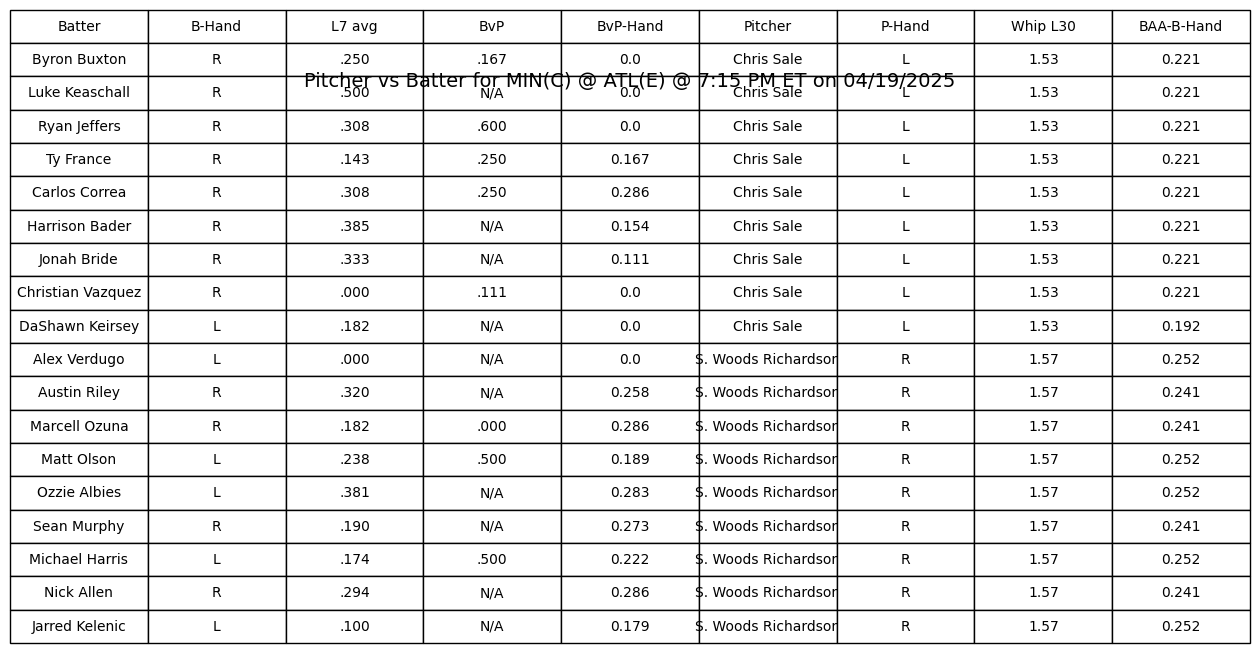 Batter B-Hand L7 avg BvP BvP-Hand Pitcher P-Hand Whip L30 BAA-B-Hand
Byron Buxton R .250 .167 0.0 Chris Sale L 1.53 0.221
Pitcher vs Batter for MIN(C) @ ATL(E) @ 7:15 PM ET on 04/19/2025
Luke Keaschall R .500 N/A 0.0 Chris Sale L 1.53 0.221
Ryan Jeffers R .308 .600 0.0 Chris Sale L 1.53 0.221
Ty France R .143 .250 0.167 Chris Sale L 1.53 0.221
Carlos Correa R .308 .250 0.286 Chris Sale L 1.53 0.221
Harrison Bader R .385 N/A 0.154 Chris Sale L 1.53 0.221
Jonah Bride R .333 N/A 0.111 Chris Sale L 1.53 0.221
Christian Vazquez R .000 .111 0.0 Chris Sale L 1.53 0.221
DaShawn Keirsey L .182 N/A 0.0 Chris Sale L 1.53 0.192
Alex Verdugo L .000 N/A 0.0 S. Woods Richardson R 1.57 0.252
Austin Riley R .320 N/A 0.258 S. Woods Richardson R 1.57 0.241
Marcell Ozuna R .182 .000 0.286 S. Woods Richardson R 1.57 0.241
Matt Olson L .238 .500 0.189 S. Woods Richardson R 1.57 0.252
Ozzie Albies L .381 N/A 0.283 S. Woods Richardson R 1.57 0.252
Sean Murphy R .190 N/A 0.273 S. Woods Richardson R 1.57 0.241
Michael Harris L .174 .500 0.222 S. Woods Richardson R 1.57 0.252
Nick Allen R .294 N/A 0.286 S. Woods Richardson R 1.57 0.241
Jarred Kelenic L .100 N/A 0.179 S. Woods Richardson R 1.57 0.252